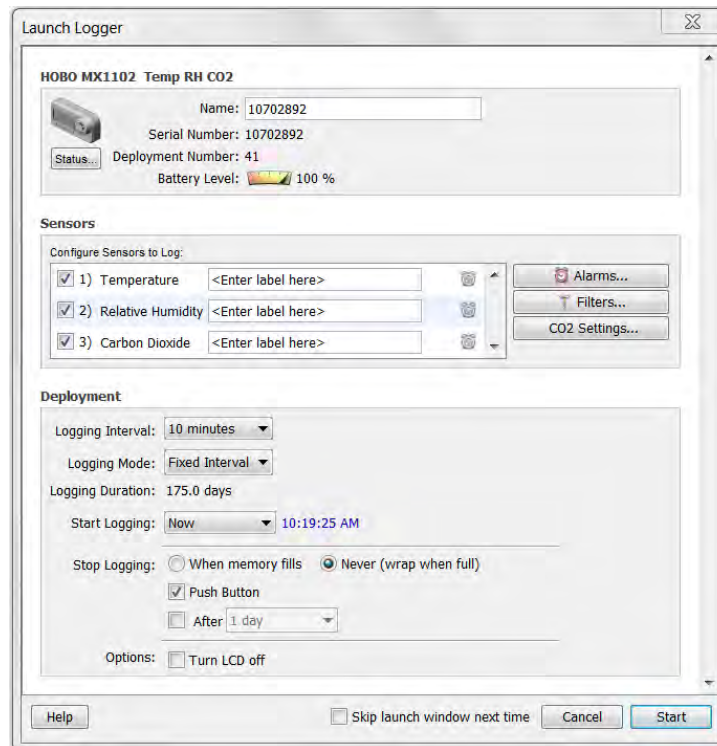 Launch Logger
HOBO MX1102 Temp RH CO2
Name: 10702892
Serial Number: 10702892
Status... Deployment Number: 41
Battery Level: 100 %
Sensors
Configure Sensors to Log:
1) Temperature <Enter label here>
2) Relative Humidity <Enter label here>
3) Carbon Dioxide <Enter label here>
Alarms...
Filters...
CO2 Settings...
Deployment
Logging Interval: 10 minutes
Logging Mode: Fixed Interval
Logging Duration: 175.0 days
Start Logging: Now 10:19:25 AM
Stop Logging: When memory fills Never (wrap when full)
Push Button
After 1 day
Options: Turn LCD off
Help Skip launch window next time Cancel Start